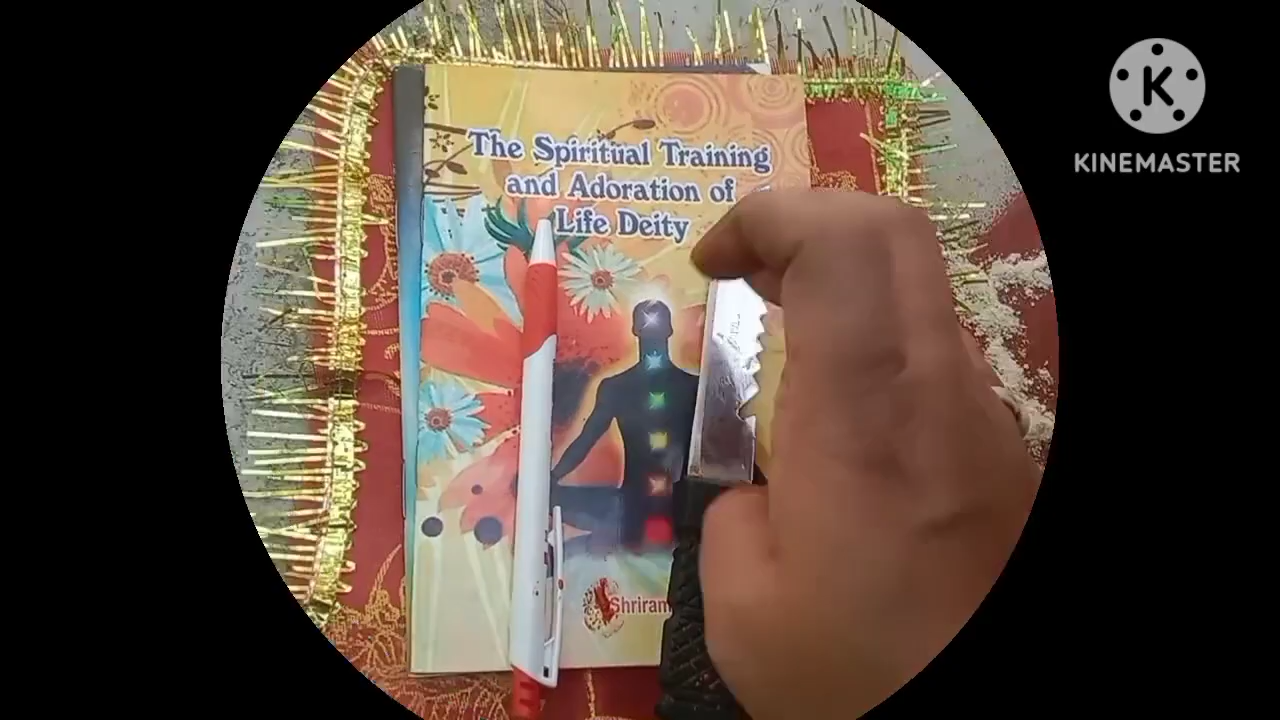 The Spiritual Training
and Adoration of
Life Deity
Shriram
K
KINEMASTER